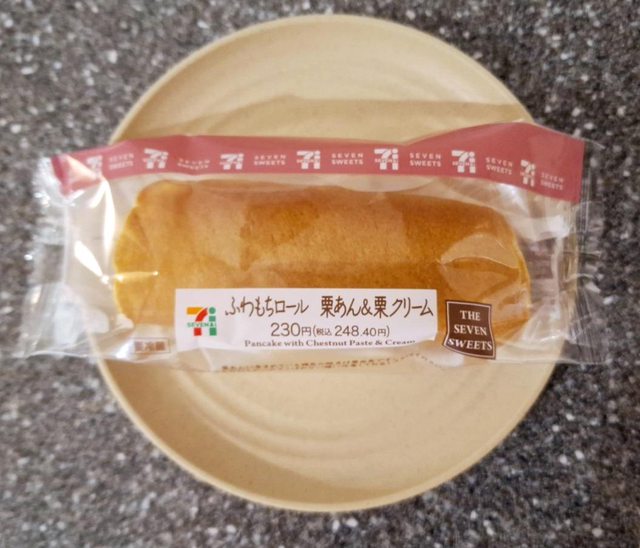 7 SEVEN SWEETS 7 SEVEN SWEETS 7 SEVEN SWEETS 7 SEVEN SWEETS 7
ふわもちロール 栗あん&栗クリーム
230円(税込 248.40円)
Pancake with Chestnut Paste & Cream
THE
SEVEN
SWEETS